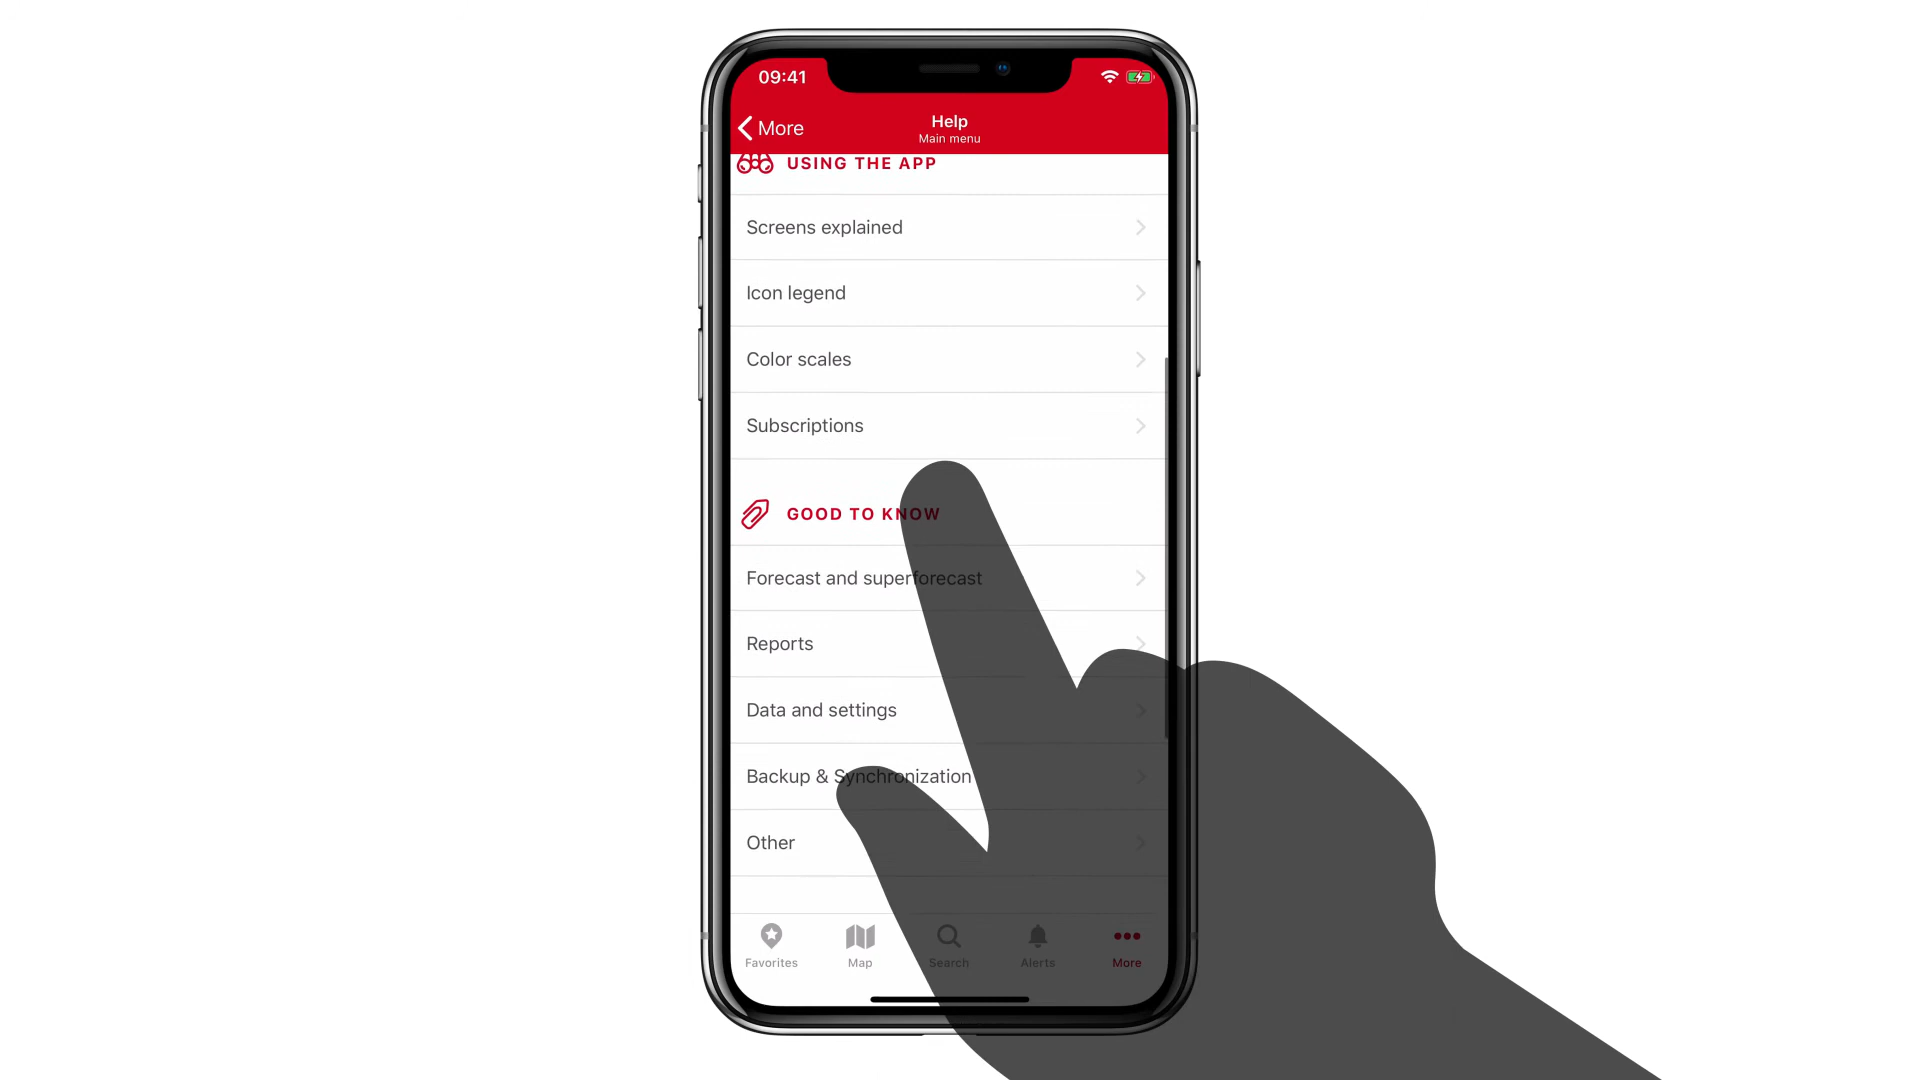 09:41
More
Help
Main menu
USING THE APP
Screens explained
Icon legend
Color scales
Subscriptions
GOOD TO KNOW
Forecast and superforecast
Reports
Data and settings
Backup & Synchronization
Other
Favorites
Map
Search
Alerts
More